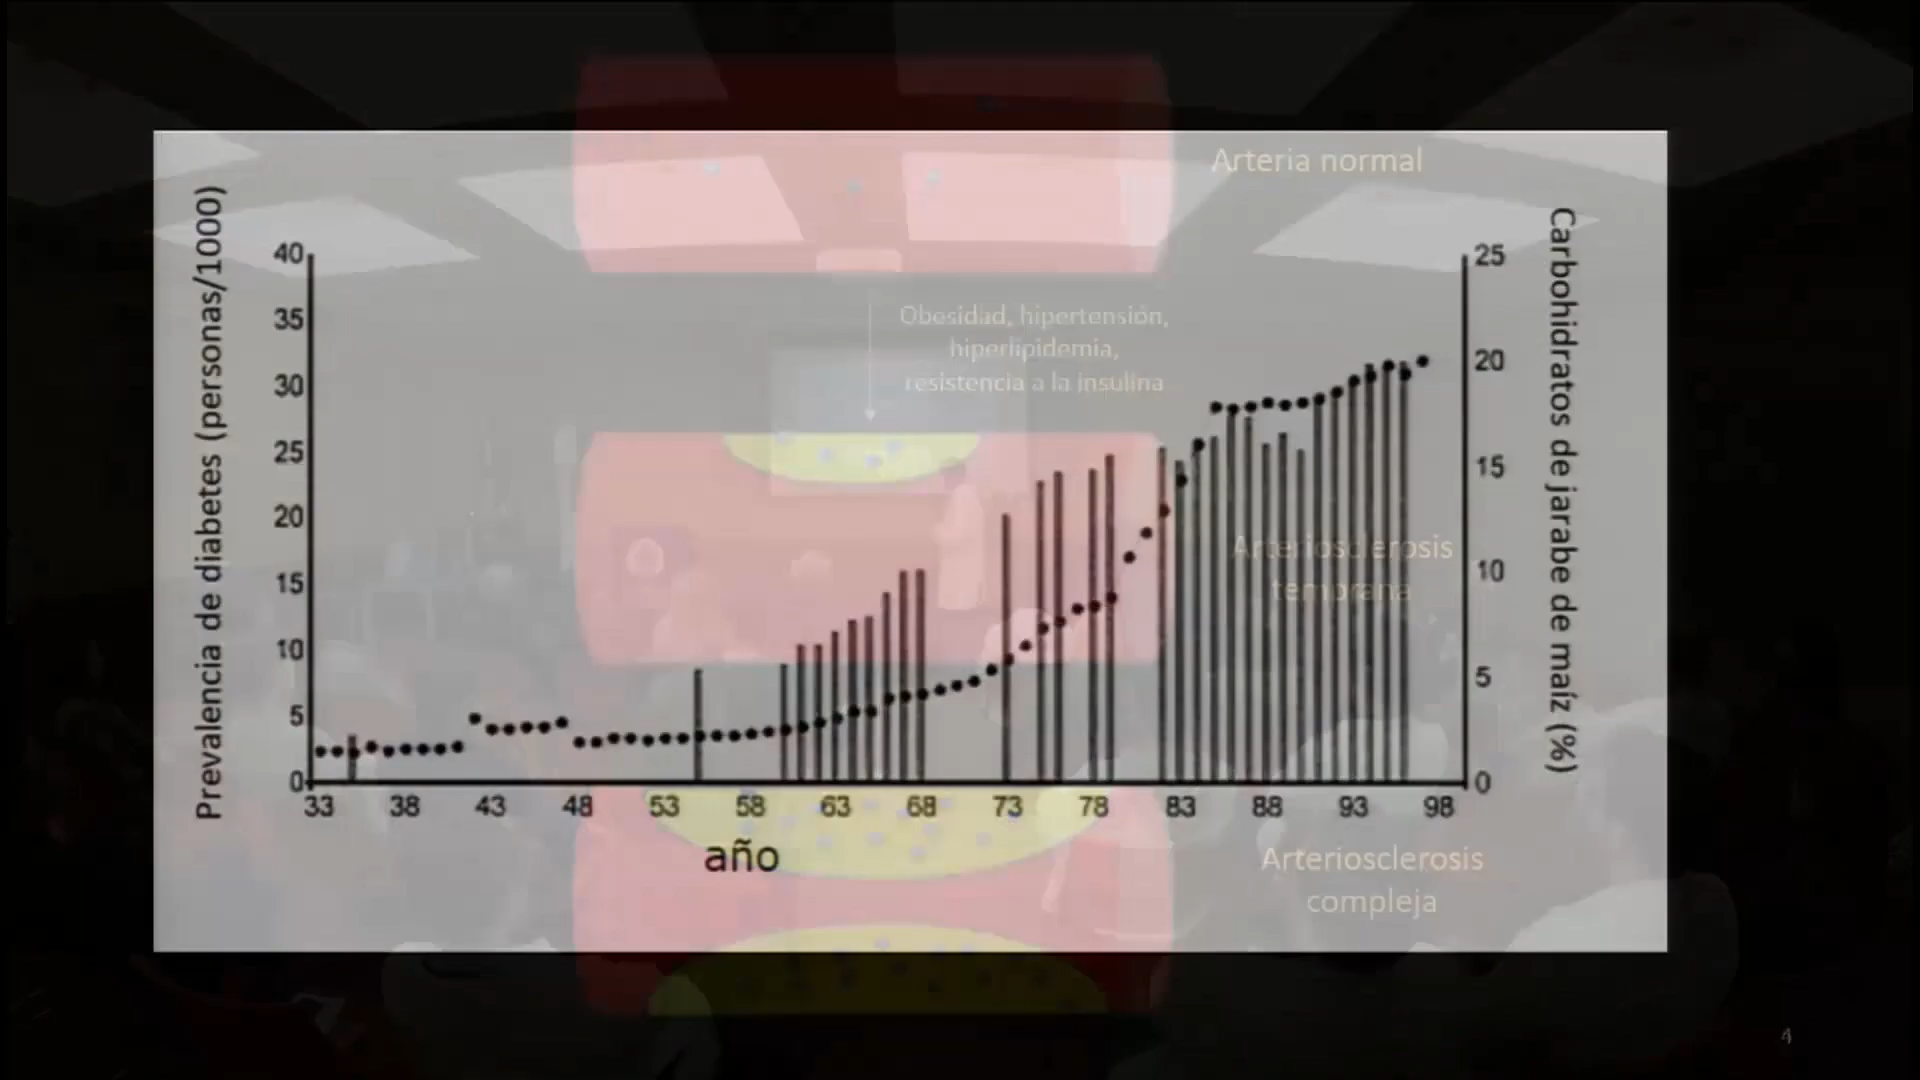 Arteria normal
Prevalencia de diabetes (personas/1000)
Carbohidratos de jarabe de maíz (%)
40
35
30
25
20
15
10
5
0
25
20
15
10
5
0
Obesidad, hipertensión,
hiperlipidemia,
resistencia a la insulina
Arteriosclerosis
temprana
33 38 43 48 53 58 63 68 73 78 83 88 93 98
año
Arteriosclerosis
compleja
4